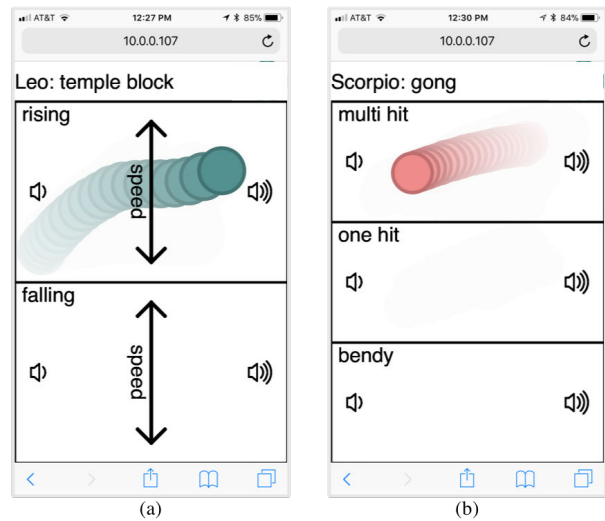 AT&T 12:27 PM 85%
10.0.0.107
Leo: temple block
rising
speed
falling
speed
(a)
AT&T 12:30 PM 84%
10.0.0.107
Scorpio: gong
multi hit
one hit
bendy
(b)